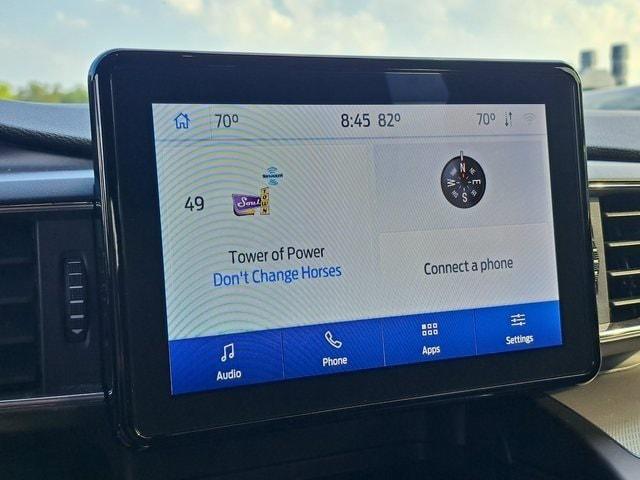 70° 8:45 82° 70°
SiriusXM
49 Soul TOWN
N
W E
S
Tower of Power
Don't Change Horses
Connect a phone
Audio Phone Apps Settings